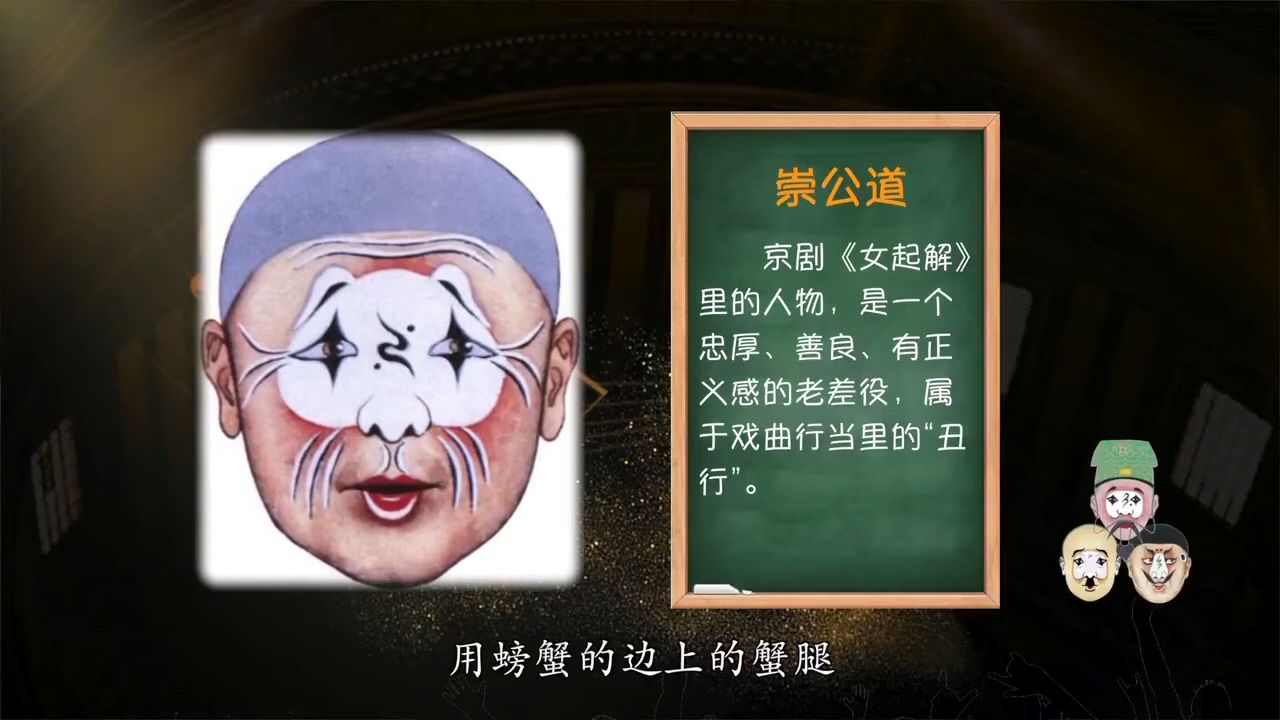 崇公道
京剧《女起解》
里的人物，是一个
忠厚、善良、有正
义感的老差役，属
于戏曲行当里的“丑
行”。
用螃蟹的边上的蟹腿